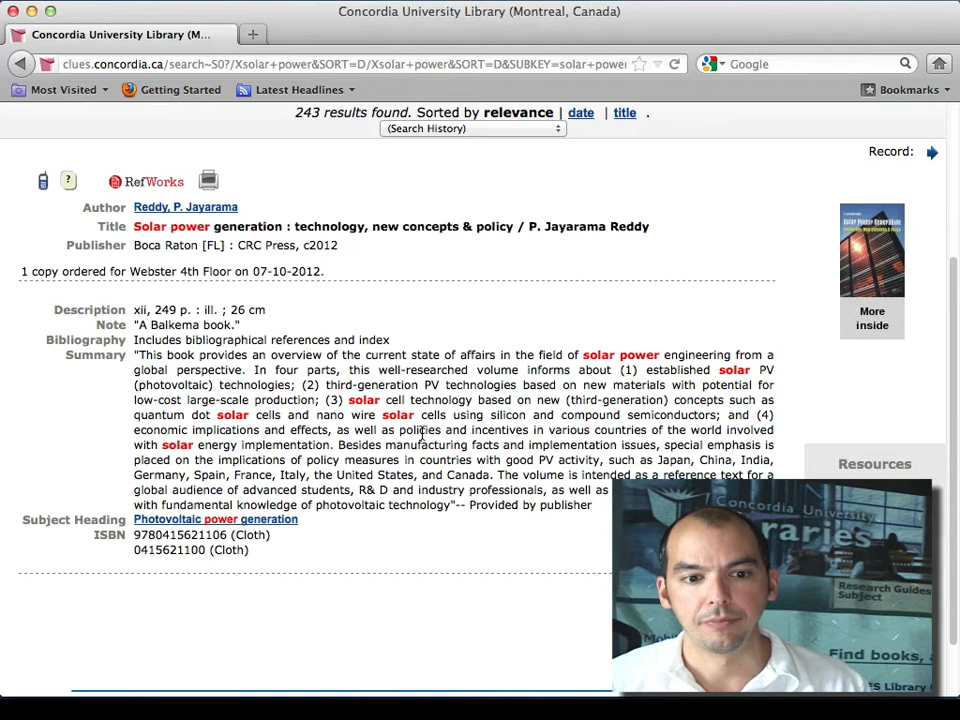 Concordia University Library (Montreal, Canada)
Concordia University Library (M...
clues.concordia.ca/search~S0?/Xsolar+power&SORT=D/Xsolar+power&SORT=D&SUBKEY=solar+powe
Google
Most Visited
Getting Started
Latest Headlines
Bookmarks
243 results found. Sorted by relevance | date | title .
(Search History)
Record:
? RefWorks
Author Reddy, P. Jayarama
Title Solar power generation : technology, new concepts & policy / P. Jayarama Reddy
Publisher Boca Raton [FL] : CRC Press, c2012
1 copy ordered for Webster 4th Floor on 07-10-2012.
Solar Power Generation
More
inside
Description xii, 249 p. : ill. ; 26 cm
Note "A Balkema book."
Bibliography Includes bibliographical references and index
Summary "This book provides an overview of the current state of affairs in the field of solar power engineering from a
global perspective. In four parts, this well-researched volume informs about (1) established solar PV
(photovoltaic) technologies; (2) third-generation PV technologies based on new materials with potential for
low-cost large-scale production; (3) solar cell technology based on new (third-generation) concepts such as
quantum dot solar cells and nano wire solar cells using silicon and compound semiconductors; and (4)
economic implications and effects, as well as policies and incentives in various countries of the world involved
with solar energy implementation. Besides manufacturing facts and implementation issues, special emphasis is
placed on the implications of policy measures in countries with good PV activity, such as Japan, China, India,
Germany, Spain, France, Italy, the United States, and Canada. The volume is intended as a reference text for a
global audience of advanced students, R& D and industry professionals, as well as
with fundamental knowledge of photovoltaic technology"-- Provided by publisher
Subject Heading Photovoltaic power generation
ISBN 9780415621106 (Cloth)
0415621100 (Cloth)
Resources
Concordia University
raries
Research Guides
Subject
Find books, a
ES Library